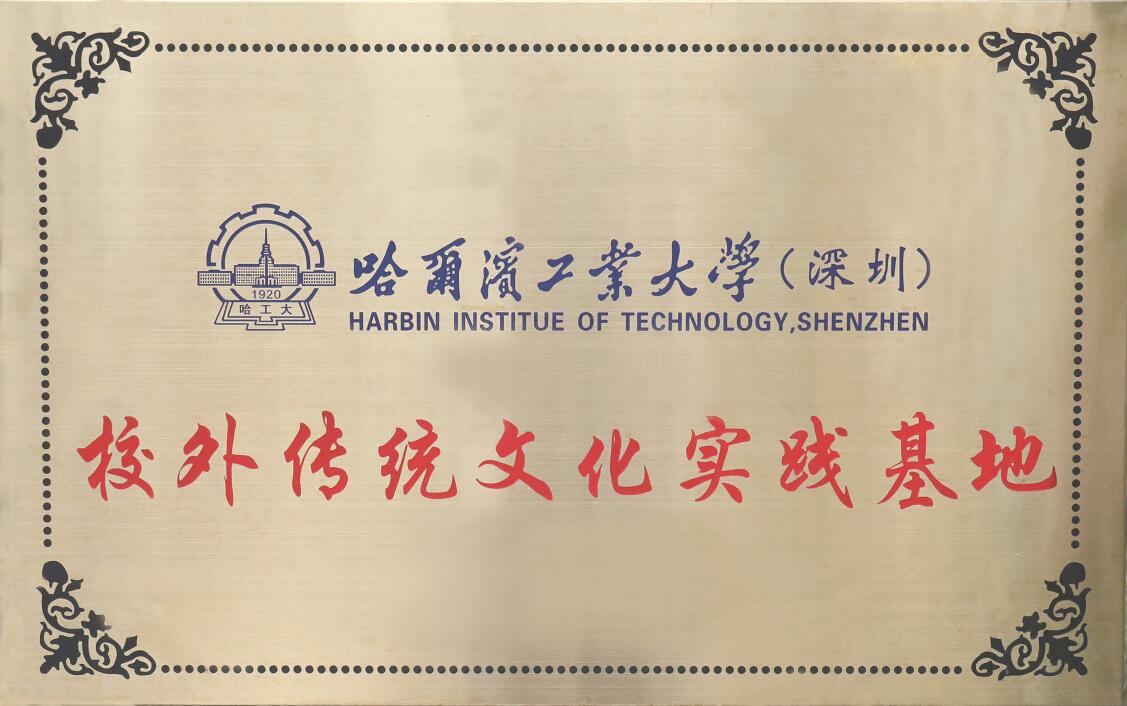 1920
哈工大
哈爾濱工業大學(深圳)
HARBIN INSTITUE OF TECHNOLOGY,SHENZHEN
校外传统文化实践基地